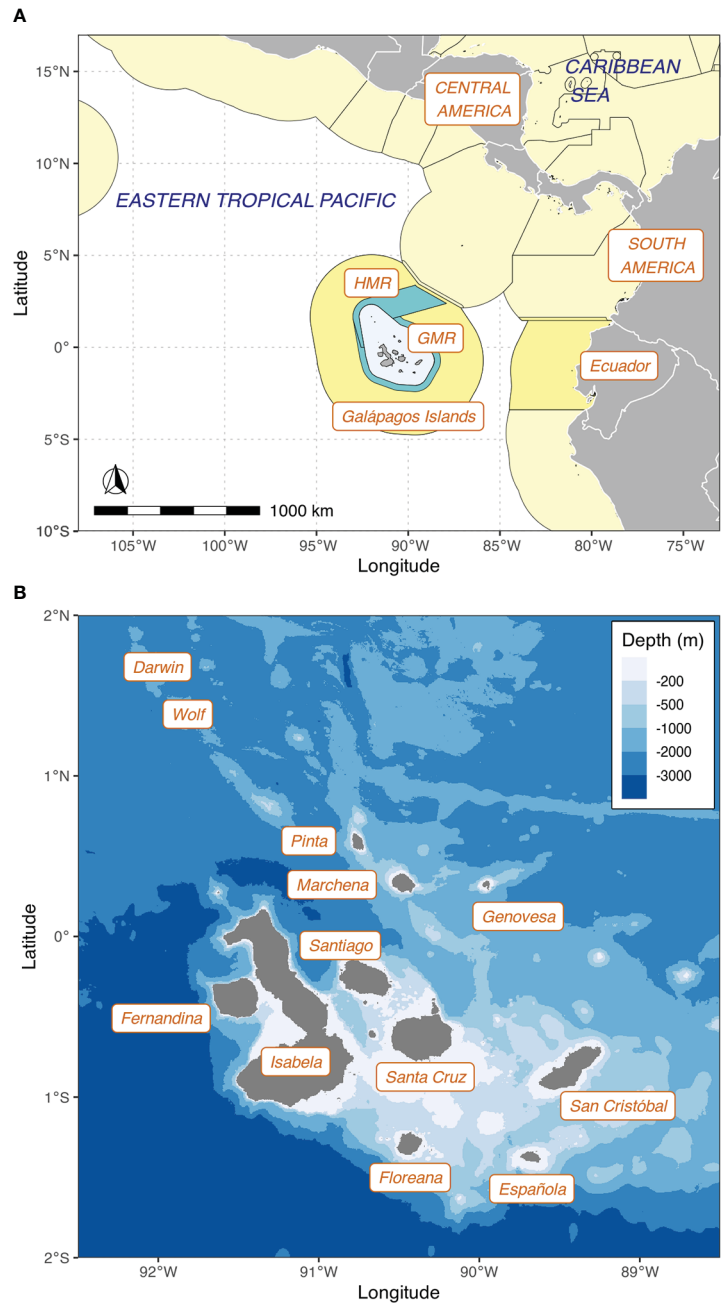 A
15°N
10°N
5°N
0°
5°S
10°S
Latitude
CARIBBEAN
SEA
CENTRAL
AMERICA
EASTERN TROPICAL PACIFIC
SOUTH
AMERICA
HMR
GMR
Ecuador
Galápagos Islands
1000 km
105°W
100°W
95°W
90°W
85°W
80°W
75°W
Longitude
B
2°N
1°N
0°
1°S
2°S
Latitude
Depth (m)
-200
-500
-1000
-2000
-3000
Darwin
Wolf
Pinta
Marchena
Genovesa
Santiago
Fernandina
Isabela
Santa Cruz
San Cristóbal
Floreana
Española
92°W
91°W
90°W
89°W
Longitude